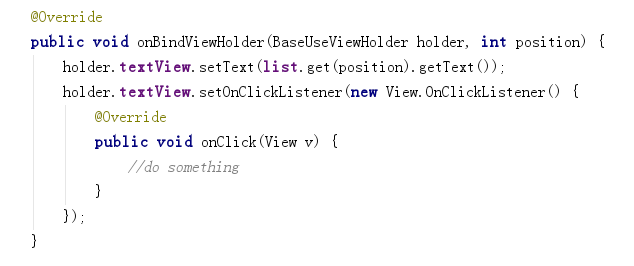 @Override
public void onBindViewHolder(BaseUseViewHolder holder, int position) {
    holder.textView.setText(list.get(position).getText());
    holder.textView.setOnClickListener(new View.OnClickListener() {
        @Override
        public void onClick(View v) {
            //do something
        }
    });
}